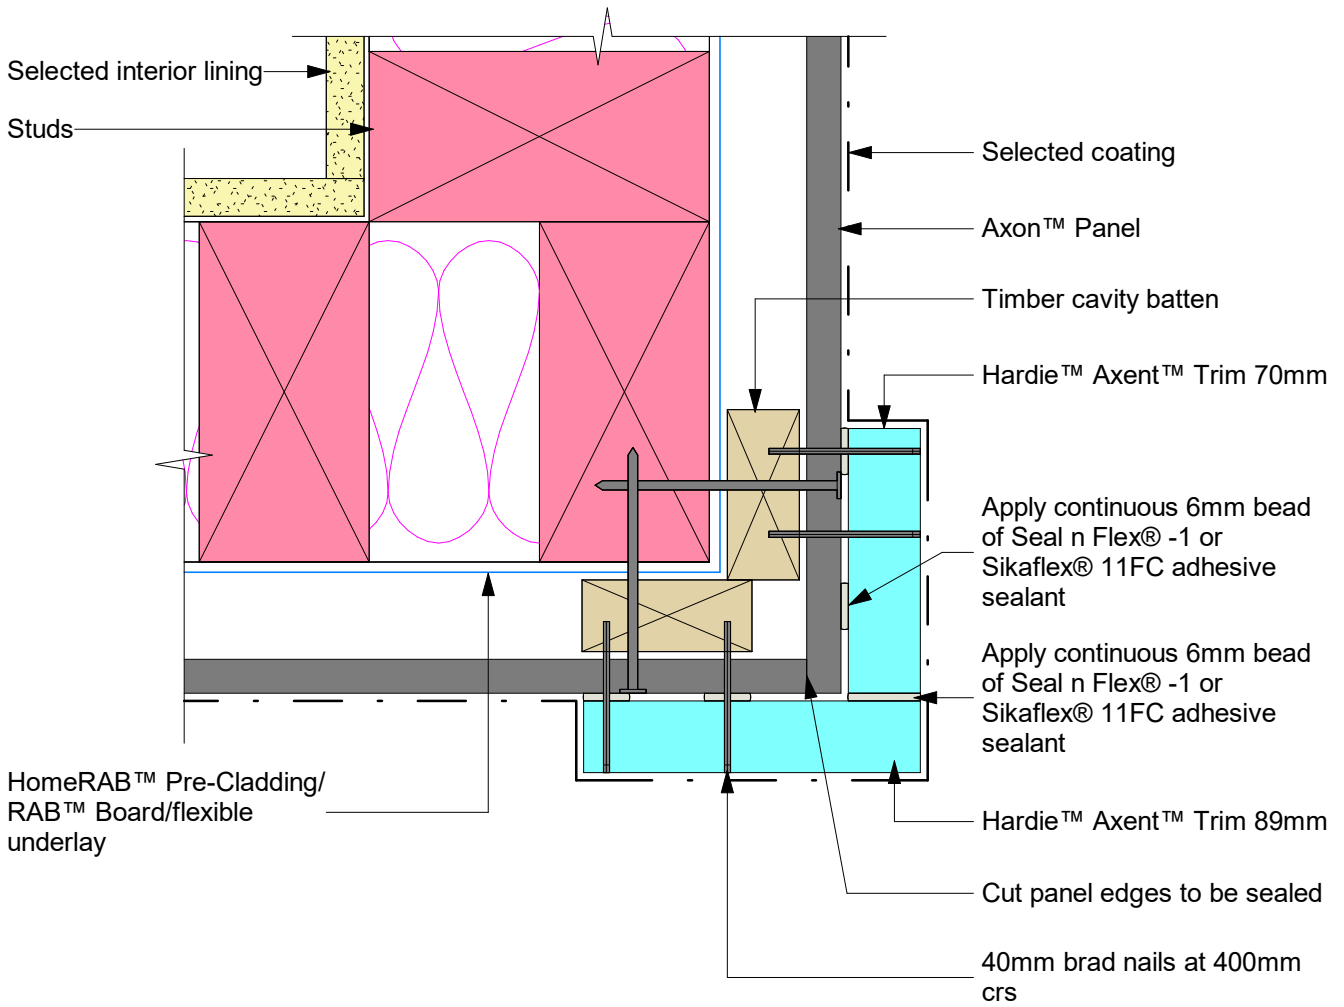 Selected interior lining
Studs
Selected coating
Axon™ Panel
Timber cavity batten
Hardie™ Axent™ Trim 70mm
Apply continuous 6mm bead
of Seal n Flex® -1 or
Sikaflex® 11FC adhesive
sealant
Apply continuous 6mm bead
of Seal n Flex® -1 or
Sikaflex® 11FC adhesive
sealant
HomeRAB™ Pre-Cladding/
RAB™ Board/flexible
underlay
Hardie™ Axent™ Trim 89mm
Cut panel edges to be sealed
40mm brad nails at 400mm
crs